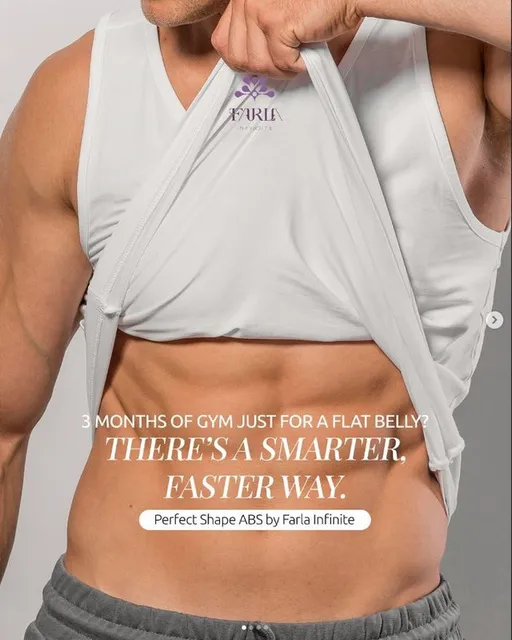 FARLA
INFINITE
3 MONTHS OF GYM JUST FOR A FLAT BELLY?
THERE'S A SMARTER,
FASTER WAY.
Perfect Shape ABS by Farla Infinite